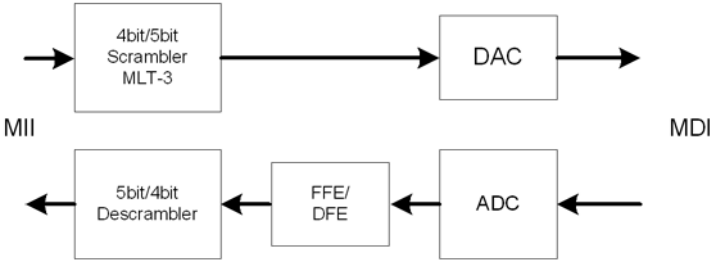 4bit/5bit
Scrambler
MLT-3
DAC
MII
MDI
5bit/4bit
Descrambler
FFE/
DFE
ADC